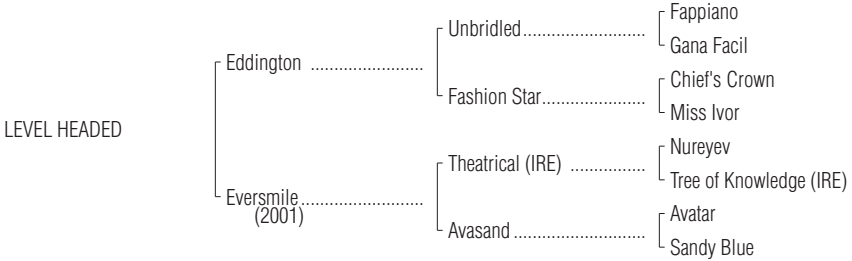 Fappiano
Unbridled
Gana Facil
Eddington
Chief's Crown
Fashion Star
Miss Ivor
LEVEL HEADED
Nureyev
Theatrical (IRE)
Tree of Knowledge (IRE)
Eversmile
(2001)
Avatar
Avasand
Sandy Blue